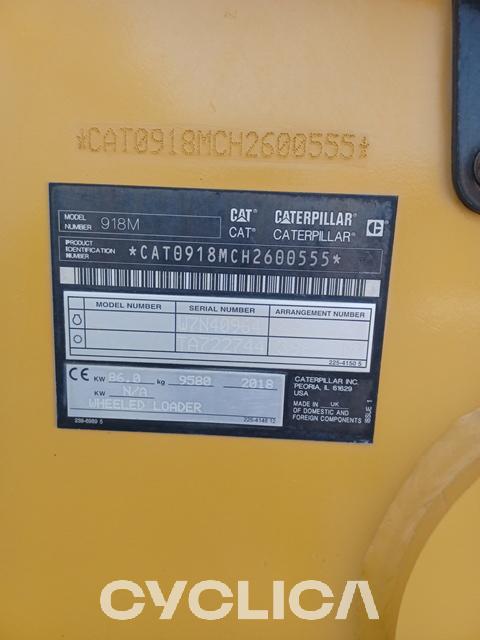 *CAT0918MCH2600555*
MODEL NUMBER 918M CAT® CATERPILLAR®
CAT® CATERPILLAR®
PRODUCT IDENTIFICATION NUMBER *CAT0918MCH2600555*
MODEL NUMBER SERIAL NUMBER ARRANGEMENT NUMBER
TA722744
225-4150 5
CE KW 86.0 kg 9580 2018
KW N/A
WHEELED LOADER
CATERPILLAR INC.
PEORIA, IL 61629
USA
MADE IN UK
OF DOMESTIC AND
FOREIGN COMPONENTS
ISSUE 1
CYCLICA